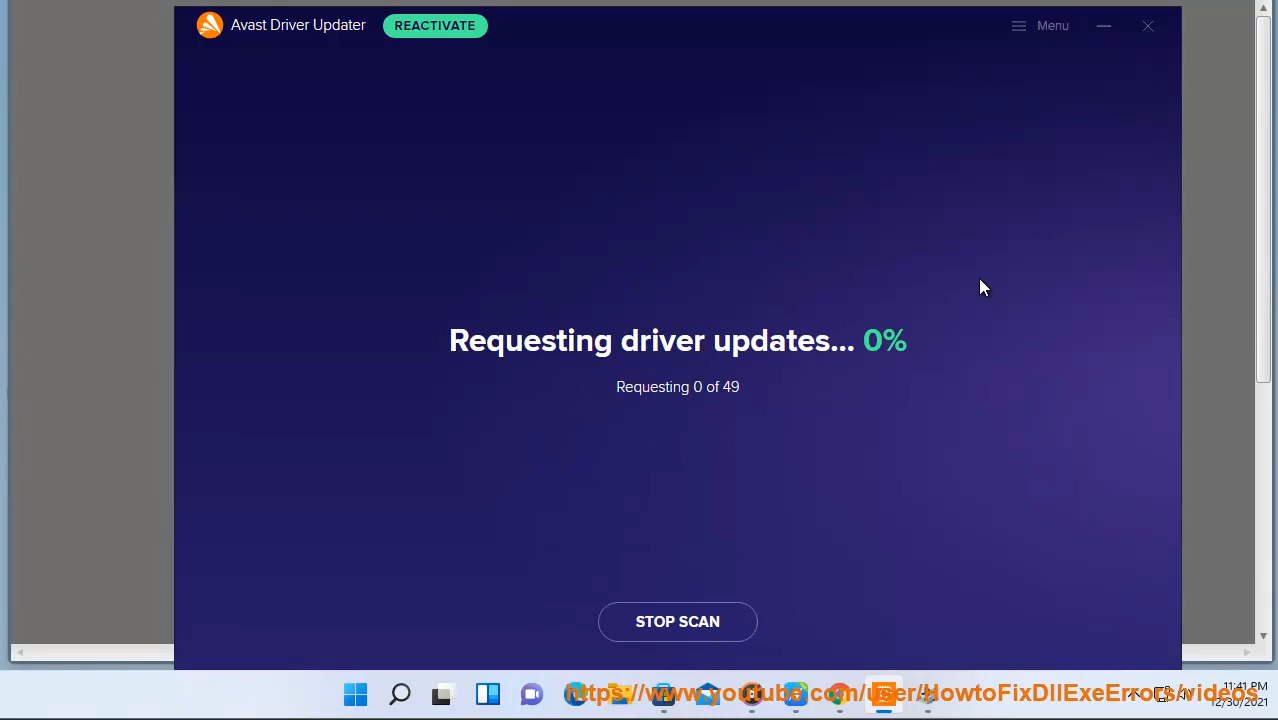 Avast Driver Updater
REACTIVATE
Menu
Requesting driver updates... 0%
Requesting 0 of 49
STOP SCAN
https://www.youtube.com/user/HowtoFixDllExeErrors/videos
11:41 PM
12/30/2021